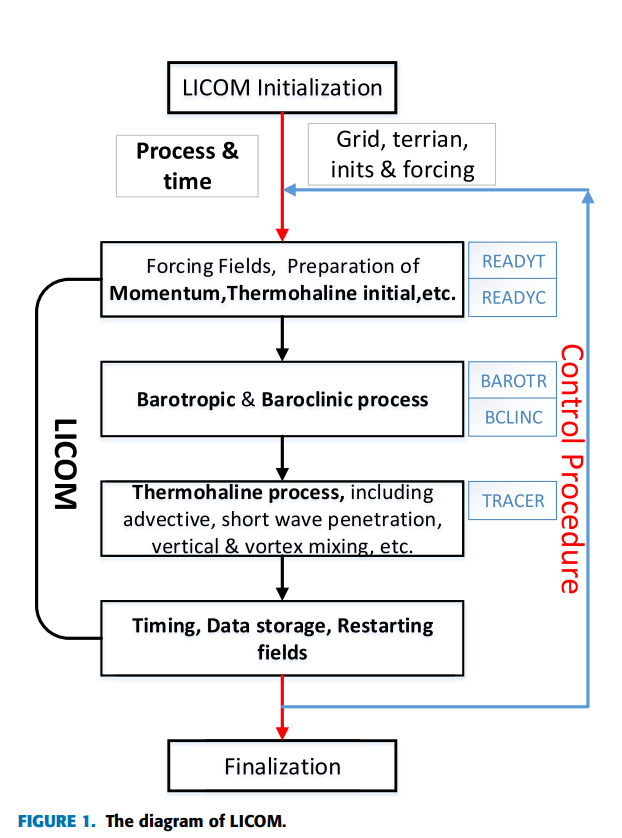 LICOM Initialization
Process &
time
Grid, terrian,
inits & forcing
Forcing Fields, Preparation of
Momentum,Thermohaline initial,etc.
READYT
READYC
Barotropic & Baroclinic process
BAROTR
BCLINC
Thermohaline process, including
advective, short wave penetration,
vertical & vortex mixing, etc.
TRACER
Timing, Data storage, Restarting
fields
LICOM
Control Procedure
Finalization
FIGURE 1. The diagram of LICOM.